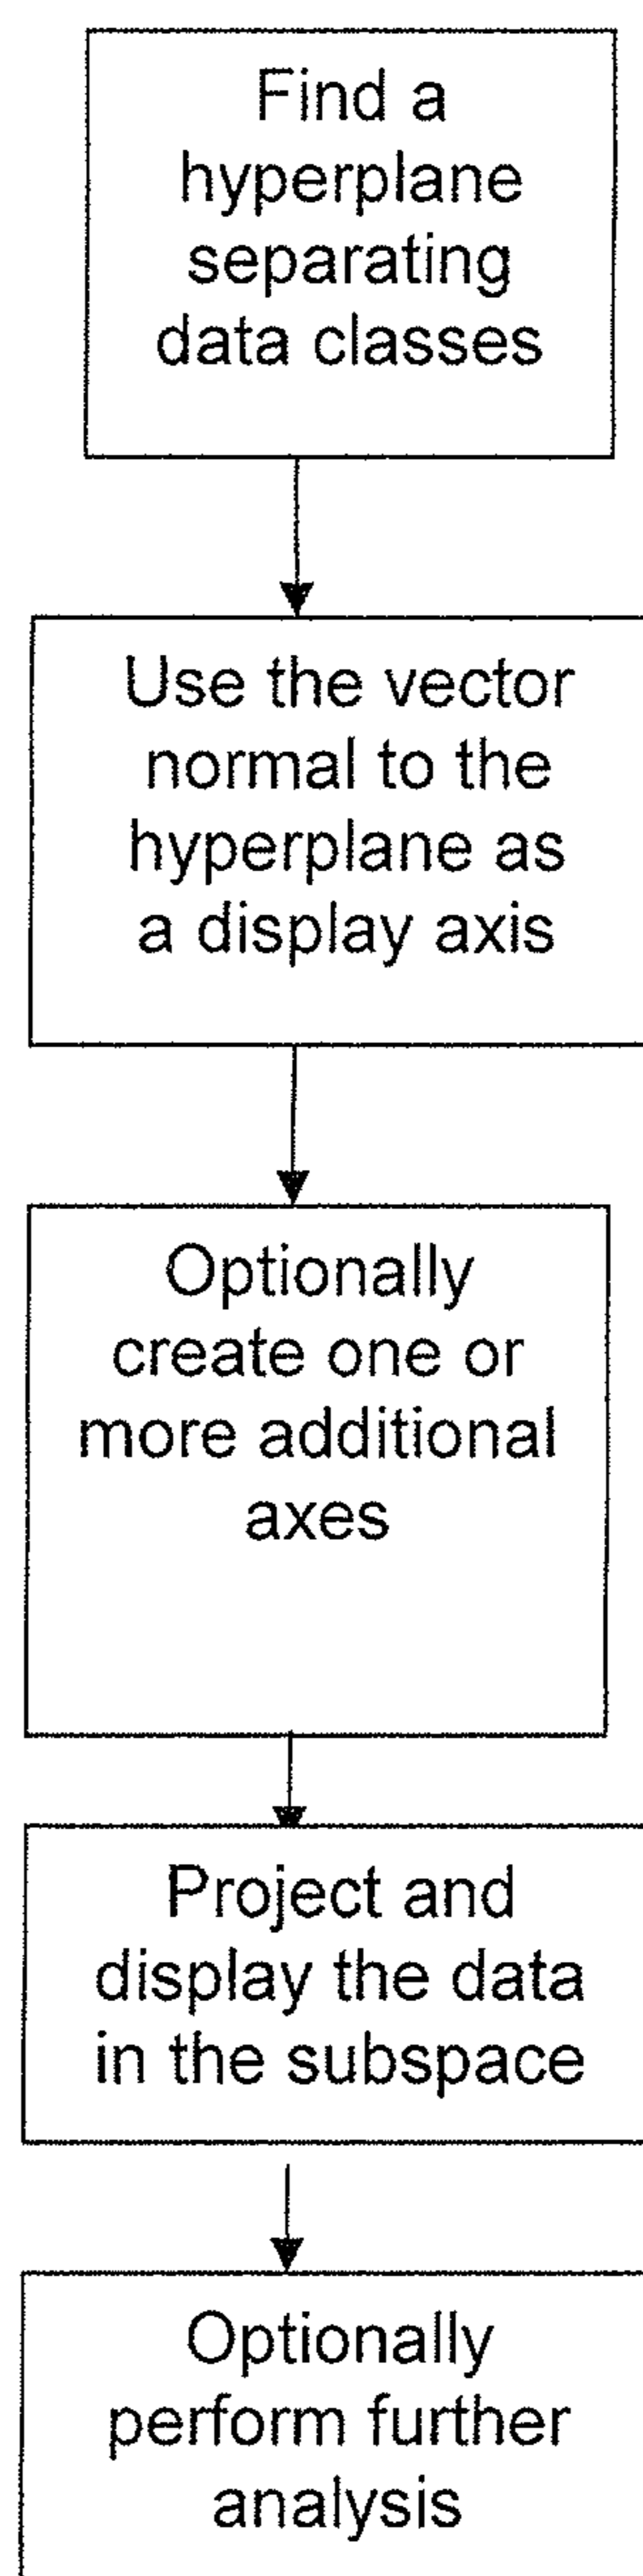 Find a
hyperplane
separating
data classes
Use the vector
normal to the
hyperplane as
a display axis
Optionally
create one or
more additional
axes
Project and
display the data
in the subspace
Optionally
perform further
analysis